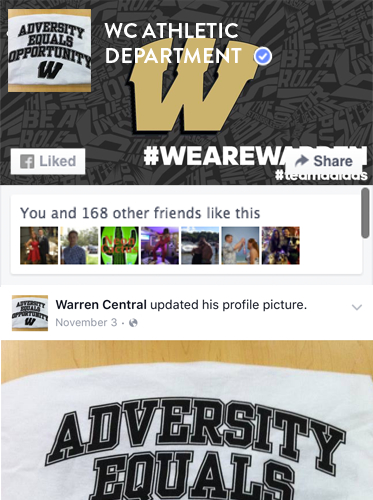 ADVERSITY
EQUALS
OPPORTUNITY
W
WC ATHLETIC
DEPARTMENT
W
#WEAREWARREN
Liked
Share
#teamadidas
You and 168 other friends like this
ADVERSITY
EQUALS
OPPORTUNITY
W
Warren Central updated his profile picture.
November 3
ADVERSITY
EQUALS